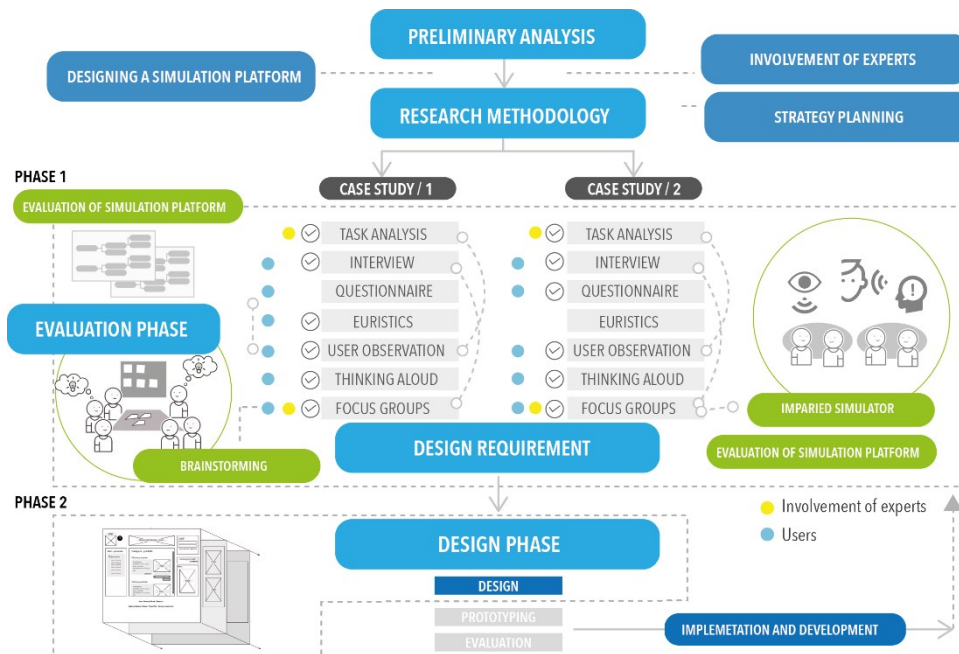 PRELIMINARY ANALYSIS
DESIGNING A SIMULATION PLATFORM
INVOLVEMENT OF EXPERTS
RESEARCH METHODOLOGY
STRATEGY PLANNING
PHASE 1
CASE STUDY / 1
CASE STUDY / 2
EVALUATION OF SIMULATION PLATFORM
TASK ANALYSIS
INTERVIEW
QUESTIONNAIRE
EURISTICS
USER OBSERVATION
THINKING ALOUD
FOCUS GROUPS
TASK ANALYSIS
INTERVIEW
QUESTIONNAIRE
EURISTICS
USER OBSERVATION
THINKING ALOUD
FOCUS GROUPS
EVALUATION PHASE
BRAINSTORMING
IMPARIED SIMULATOR
EVALUATION OF SIMULATION PLATFORM
DESIGN REQUIREMENT
PHASE 2
Involvement of experts
Users
DESIGN PHASE
DESIGN
PROTOTYPING
EVALUATION
IMPLEMETATION AND DEVELOPMENT